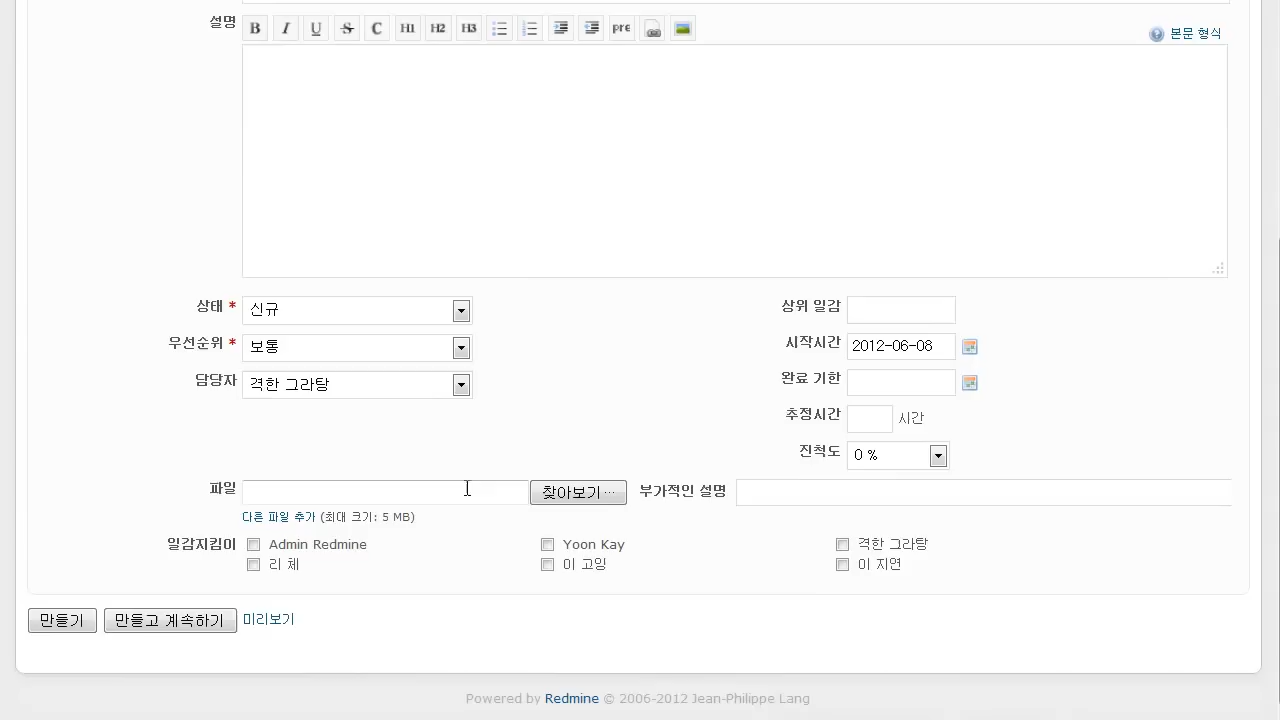 설명 B I U S C H1 H2 H3 pre 본문 형식
상태 * 신규 상위 일감
우선순위 * 보통 시작시간 2012-06-08
담당자 격한 그라탕 완료 기한
추정시간 시간
진척도 0 %
파일 찾아보기... 부가적인 설명
다른 파일 추가 (최대 크기: 5 MB)
일감지킴이 Admin Redmine Yoon Kay 격한 그라탕
리 체 이 고잉 이 지연
만들기 만들고 계속하기 미리보기
Powered by Redmine © 2006-2012 Jean-Philippe Lang